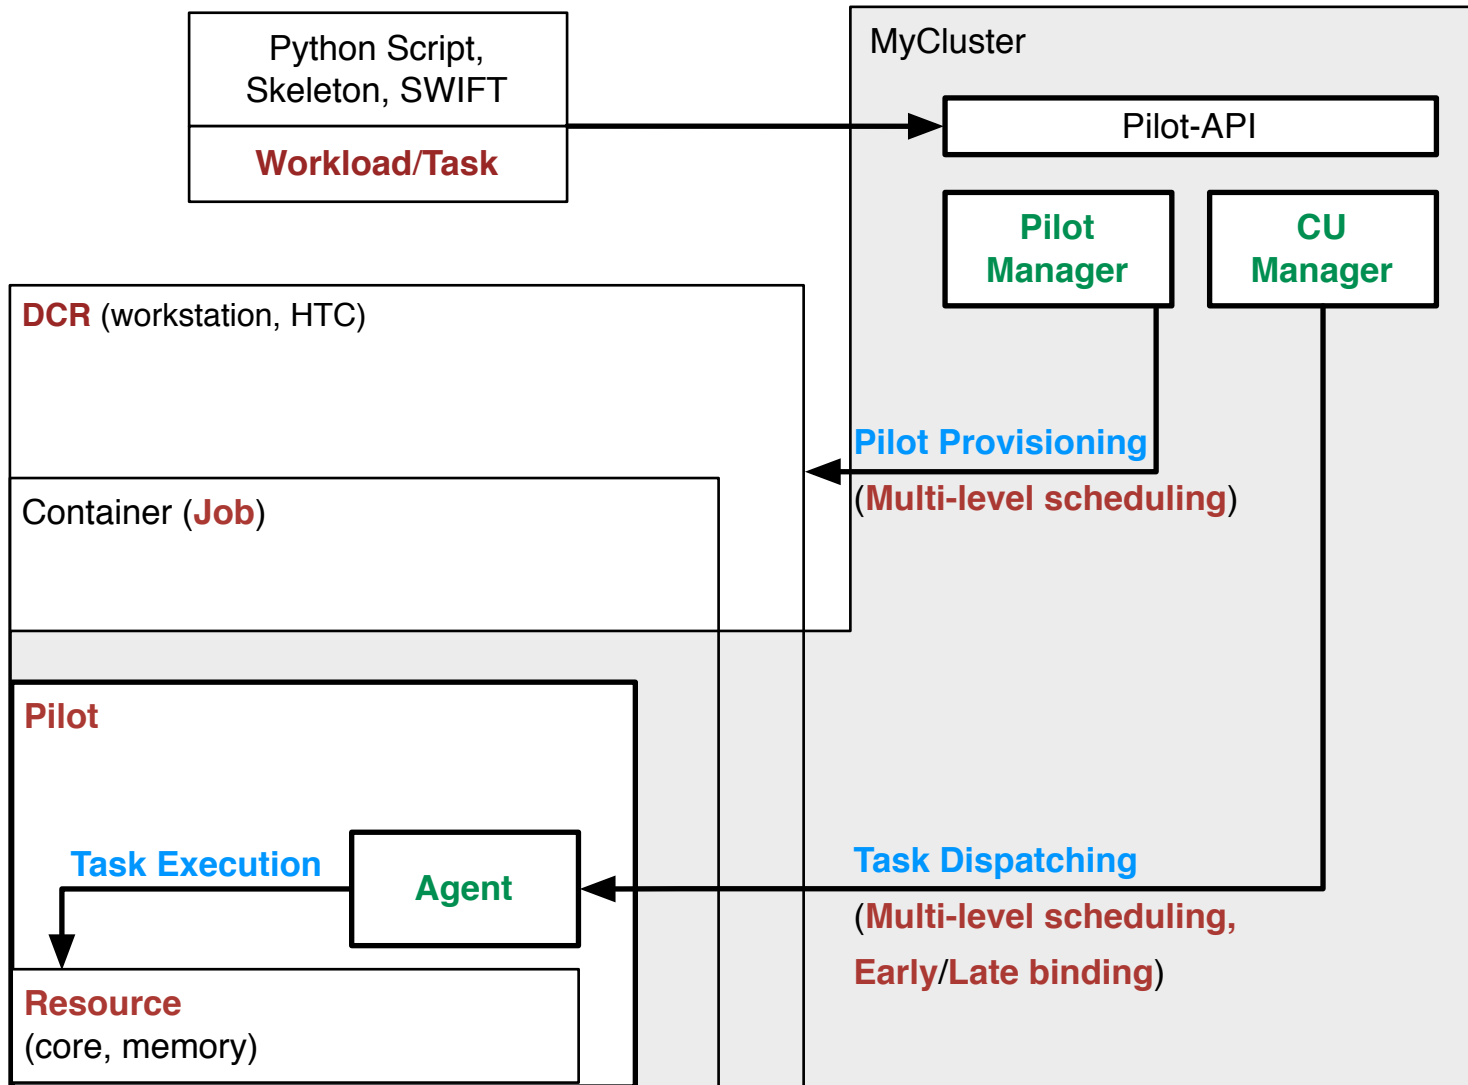 Python Script,
Skeleton, SWIFT
Workload/Task
MyCluster
Pilot-API
Pilot
Manager
CU
Manager
DCR (workstation, HTC)
Pilot Provisioning
(Multi-level scheduling)
Container (Job)
Pilot
Task Execution
Agent
Task Dispatching
(Multi-level scheduling,
Early/Late binding)
Resource
(core, memory)